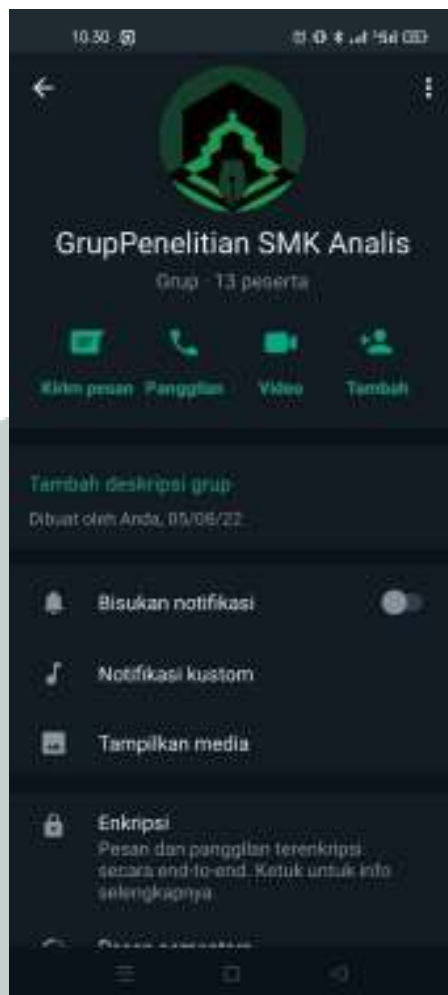 10.30
GrupPenelitian SMK Analis
Grup · 13 peserta
Kirim pesan Panggilan Video Tambah
Tambah deskripsi grup
Dibuat oleh Anda, 05/06/22
Bisukan notifikasi
Notifikasi kustom
Tampilkan media
Enkripsi
Pesan dan panggilan terenkripsi
secara end-to-end. Ketuk untuk info
selengkapnya.